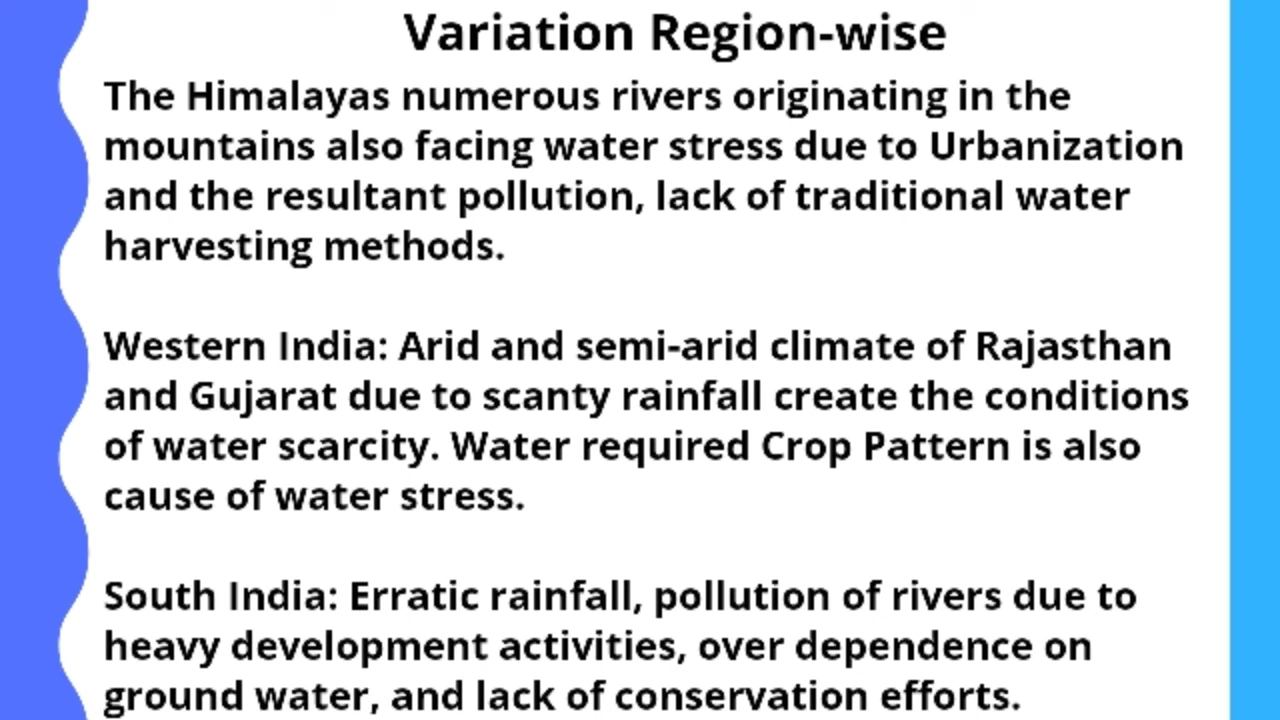 Variation Region-wise
The Himalayas numerous rivers originating in the
mountains also facing water stress due to Urbanization
and the resultant pollution, lack of traditional water
harvesting methods.
Western India: Arid and semi-arid climate of Rajasthan
and Gujarat due to scanty rainfall create the conditions
of water scarcity. Water required Crop Pattern is also
cause of water stress.
South India: Erratic rainfall, pollution of rivers due to
heavy development activities, over dependence on
ground water, and lack of conservation efforts.